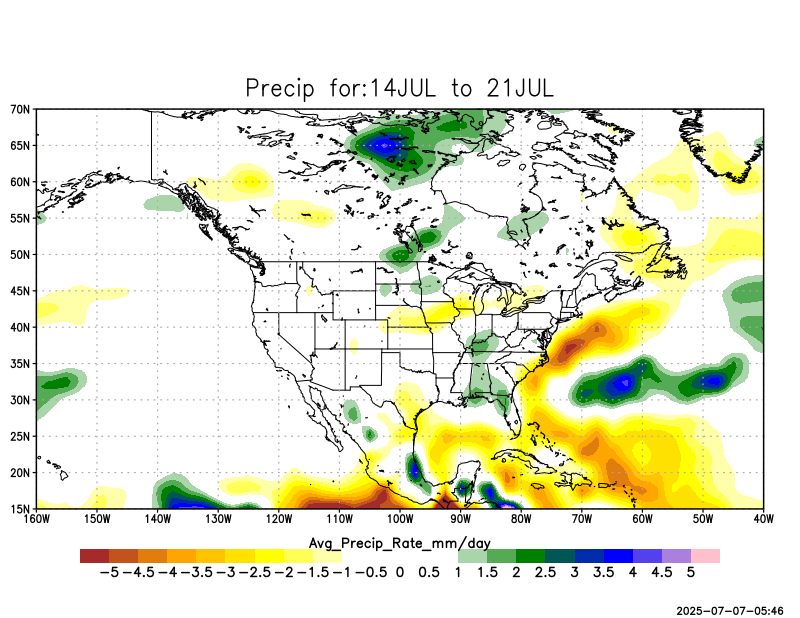 Precip for:14JUL to 21JUL
70N
65N
60N
55N
50N
45N
40N
35N
30N
25N
20N
15N
160W 150W 140W 130W 120W 110W 100W 90W 80W 70W 60W 50W 40W
Avg_Precip_Rate_mm/day
-5 -4.5 -4 -3.5 -3 -2.5 -2 -1.5 -1 -0.5 0 0.5 1 1.5 2 2.5 3 3.5 4 4.5 5
2025-07-07-05:46